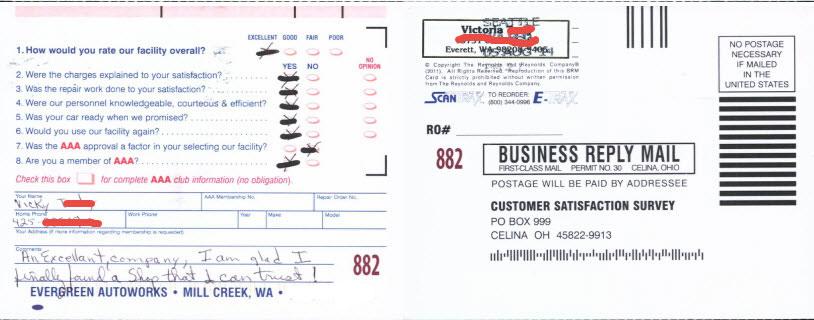 EXCELLENT GOOD FAIR POOR
1. How would you rate our facility overall?
YES NO NO OPINION
2. Were the charges explained to your satisfaction?
3. Was the repair work done to your satisfaction?
4. Were our personnel knowledgeable, courteous & efficient?
5. Was your car ready when we promised?
6. Would you use our facility again?
7. Was the AAA approval a factor in your selecting our facility?
8. Are you a member of AAA?
Check this box for complete AAA club information (no obligation).
Your Name AAA Membership No. Repair Order No.
Vicky
Home Phone Work Phone Year Make Model
425-
Your Address (if more information regarding membership is requested)
Comments:
An Excellant, company, I am glad I
finally found a Shop that I can trust!
882
EVERGREEN AUTOWORKS • MILL CREEK, WA •
SEATTLE
Victoria
Everett, WA
© Copyright The Reynolds and Reynolds Company®
(2011). All Rights Reserved. Reproduction of this BRM
Card is strictly prohibited without written permission
from The Reynolds and Reynolds Company.
SCANTRAX TO REORDER: (800) 344-0996 E-TRAX
NO POSTAGE
NECESSARY
IF MAILED
IN THE
UNITED STATES
RO#
882
BUSINESS REPLY MAIL
FIRST-CLASS MAIL PERMIT NO. 30 CELINA, OHIO
POSTAGE WILL BE PAID BY ADDRESSEE
CUSTOMER SATISFACTION SURVEY
PO BOX 999
CELINA OH 45822-9913